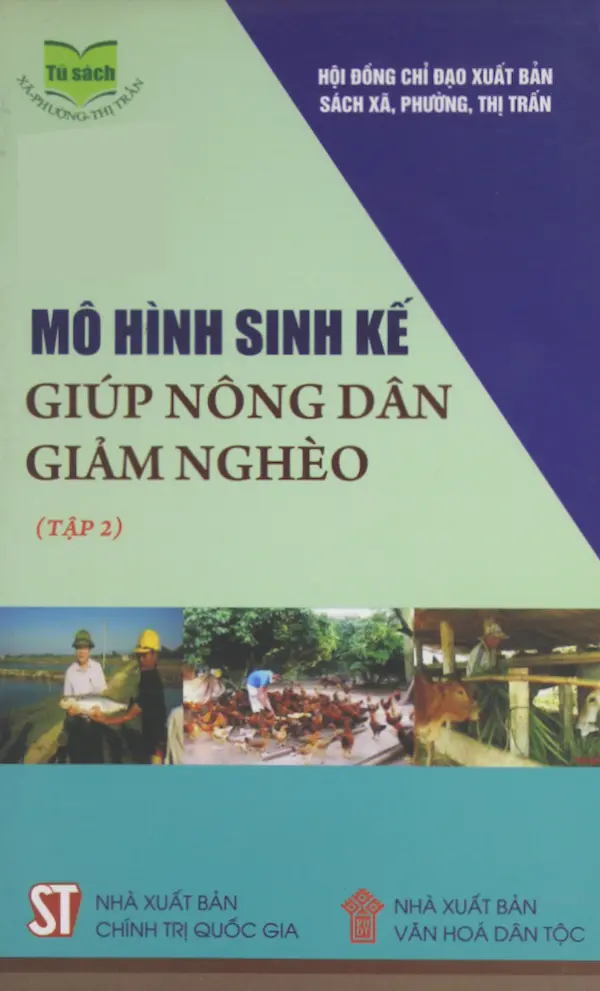 Tủ sách
XÃ-PHƯỜNG-THỊ TRẤN
HỘI ĐỒNG CHỈ ĐẠO XUẤT BẢN
SÁCH XÃ, PHƯỜNG, THỊ TRẤN
MÔ HÌNH SINH KẾ
GIÚP NÔNG DÂN
GIẢM NGHÈO
(TẬP 2)
ST
NHÀ XUẤT BẢN
CHÍNH TRỊ QUỐC GIA
NHÀ XUẤT BẢN
VĂN HOÁ DÂN TỘC